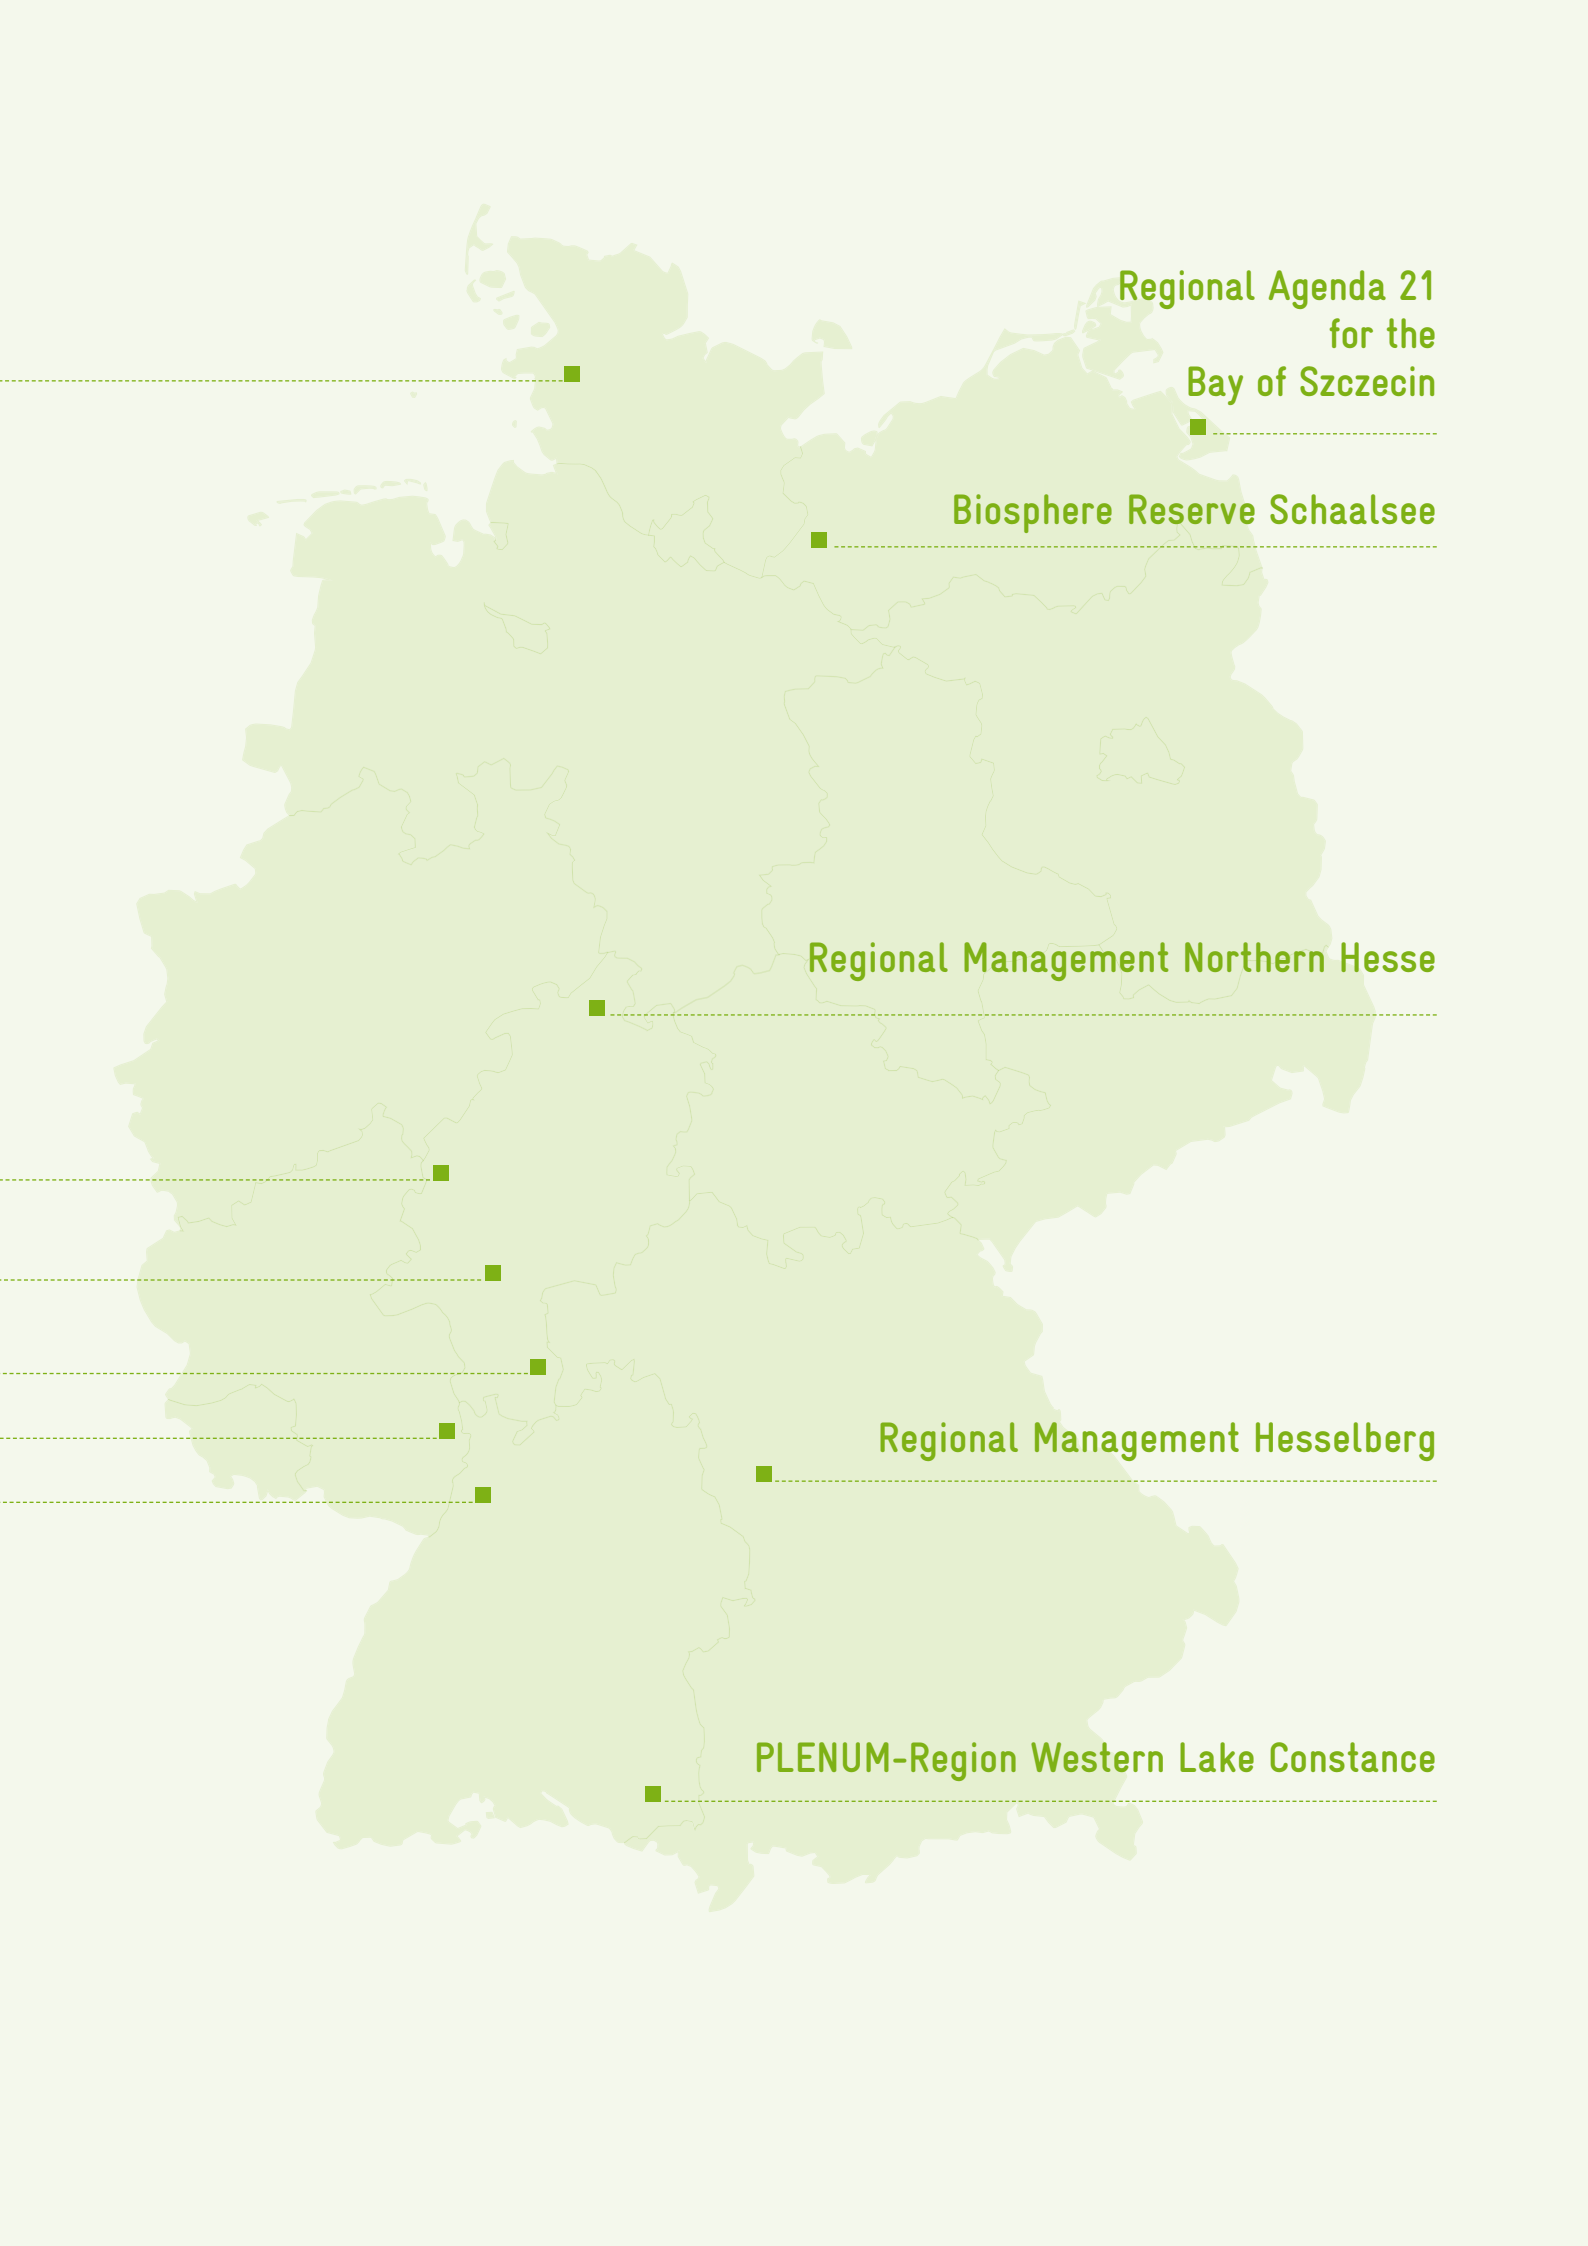 Regional Agenda 21
for the
Bay of Szczecin
Biosphere Reserve Schaalsee
Regional Management Northern Hesse
Regional Management Hesselberg
PLENUM-Region Western Lake Constance